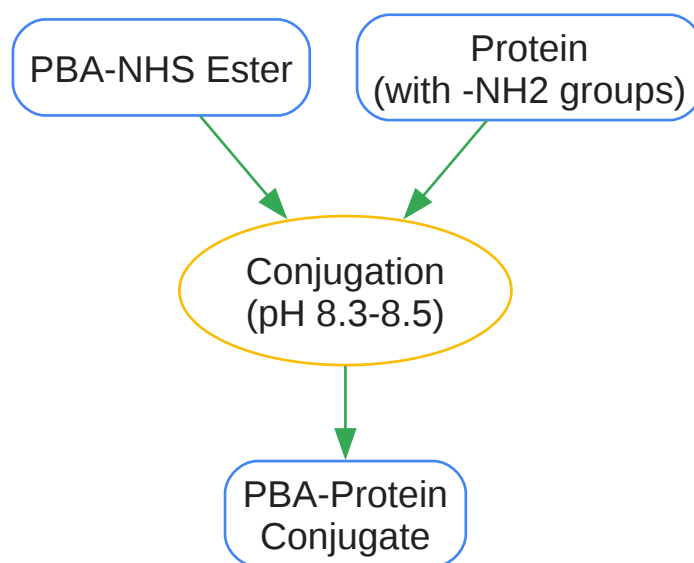 PBA-NHS Ester
Protein
(with -NH2 groups)
Conjugation
(pH 8.3-8.5)
PBA-Protein
Conjugate